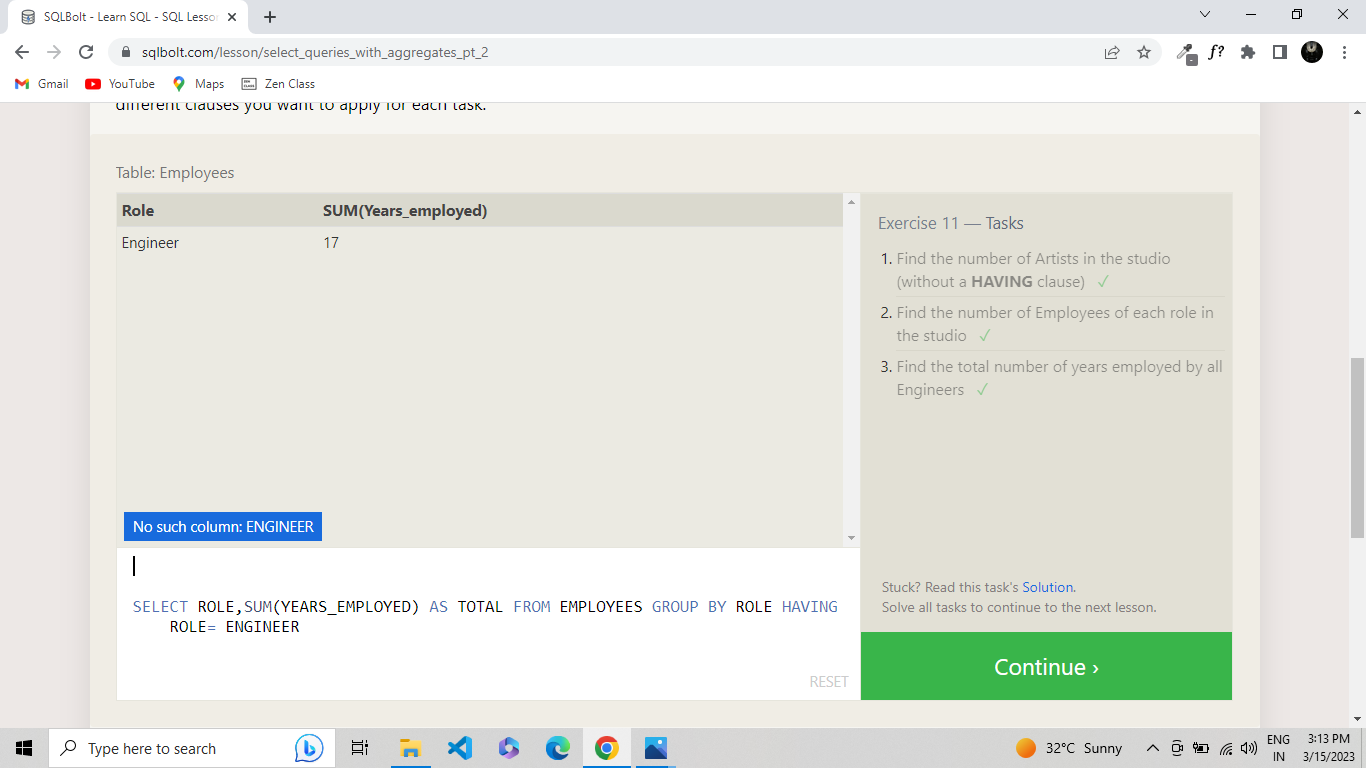 SQLBolt - Learn SQL - SQL Lesso
sqlbolt.com/lesson/select_queries_with_aggregates_pt_2
f?
Gmail YouTube Maps Zen Class
different clauses you want to apply for each task.
Table: Employees
Role SUM(Years_employed)
Engineer 17
No such column: ENGINEER
SELECT ROLE,SUM(YEARS_EMPLOYED) AS TOTAL FROM EMPLOYEES GROUP BY ROLE HAVING
ROLE= ENGINEER
RESET
Exercise 11 — Tasks
1. Find the number of Artists in the studio
(without a HAVING clause) ✓
2. Find the number of Employees of each role in
the studio ✓
3. Find the total number of years employed by all
Engineers ✓
Stuck? Read this task's Solution.
Solve all tasks to continue to the next lesson.
Continue ›
Type here to search
32°C Sunny
ENG
IN
3:13 PM
3/15/2023